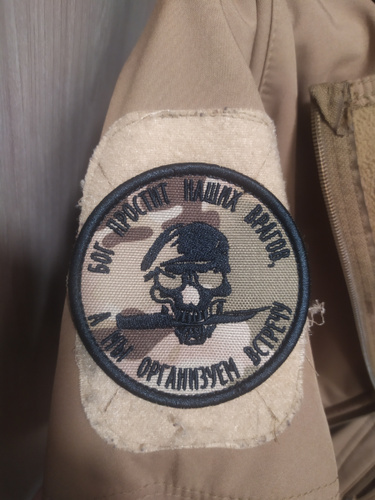 БОГ ПРОСТИТ НАШИХ ВРАГОВ,
А МЫ ОРГАНИЗУЕМ ВСТРЕЧУ